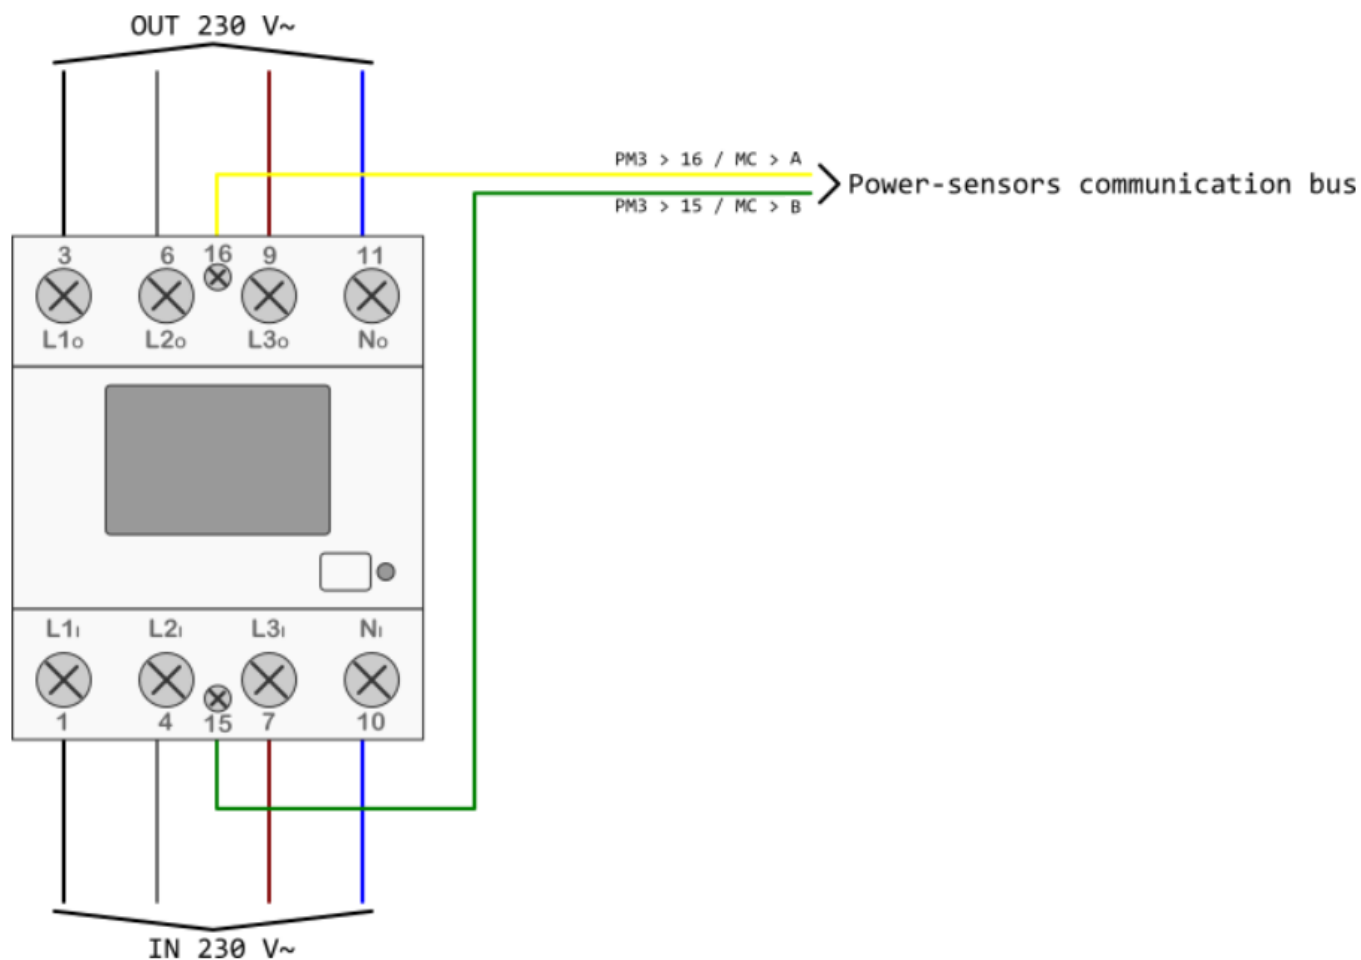 OUT 230 V~
PM3 > 16 / MC > A
Power-sensors communication bus
PM3 > 15 / MC > B
3 6 16 9 11
L1O L2O L3O NO
L1I L2I L3I NI
1 4 15 7 10
IN 230 V~